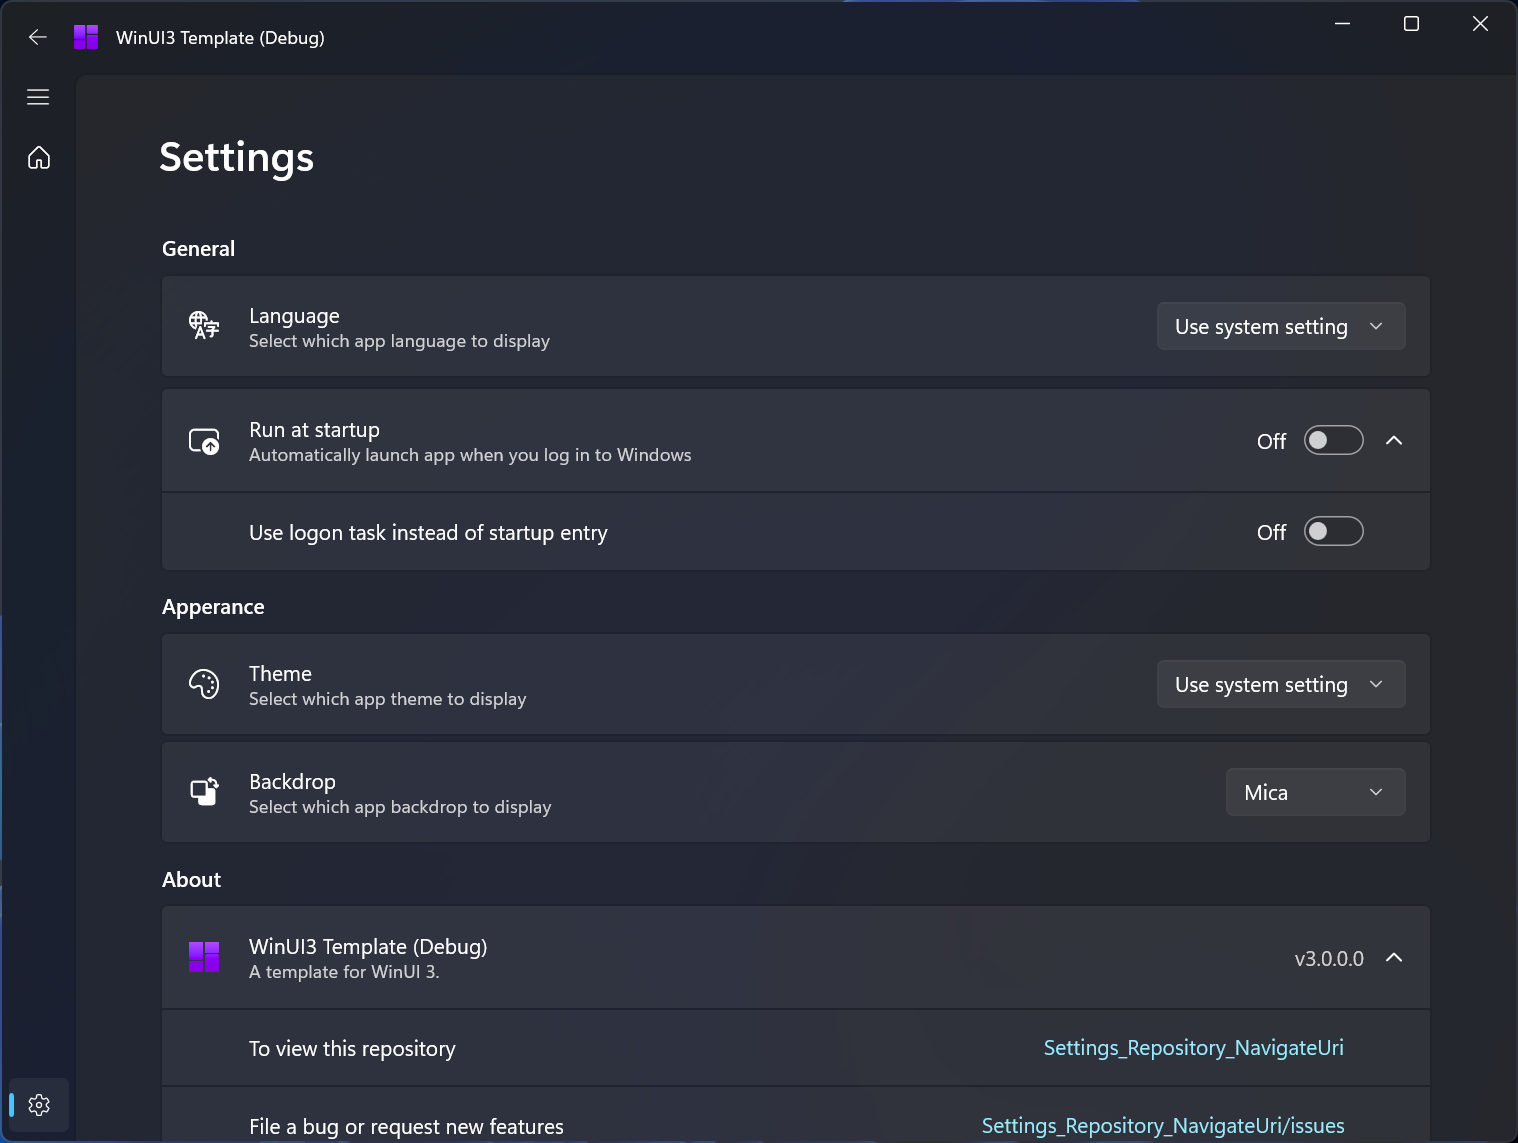 WinUI3 Template (Debug)
Settings
General
Language
Select which app language to display
Use system setting
Run at startup
Automatically launch app when you log in to Windows
Off
Use logon task instead of startup entry
Off
Apperance
Theme
Select which app theme to display
Use system setting
Backdrop
Select which app backdrop to display
Mica
About
WinUI3 Template (Debug)
A template for WinUI 3.
v3.0.0.0
To view this repository
Settings_Repository_NavigateUri
File a bug or request new features
Settings_Repository_NavigateUri/issues